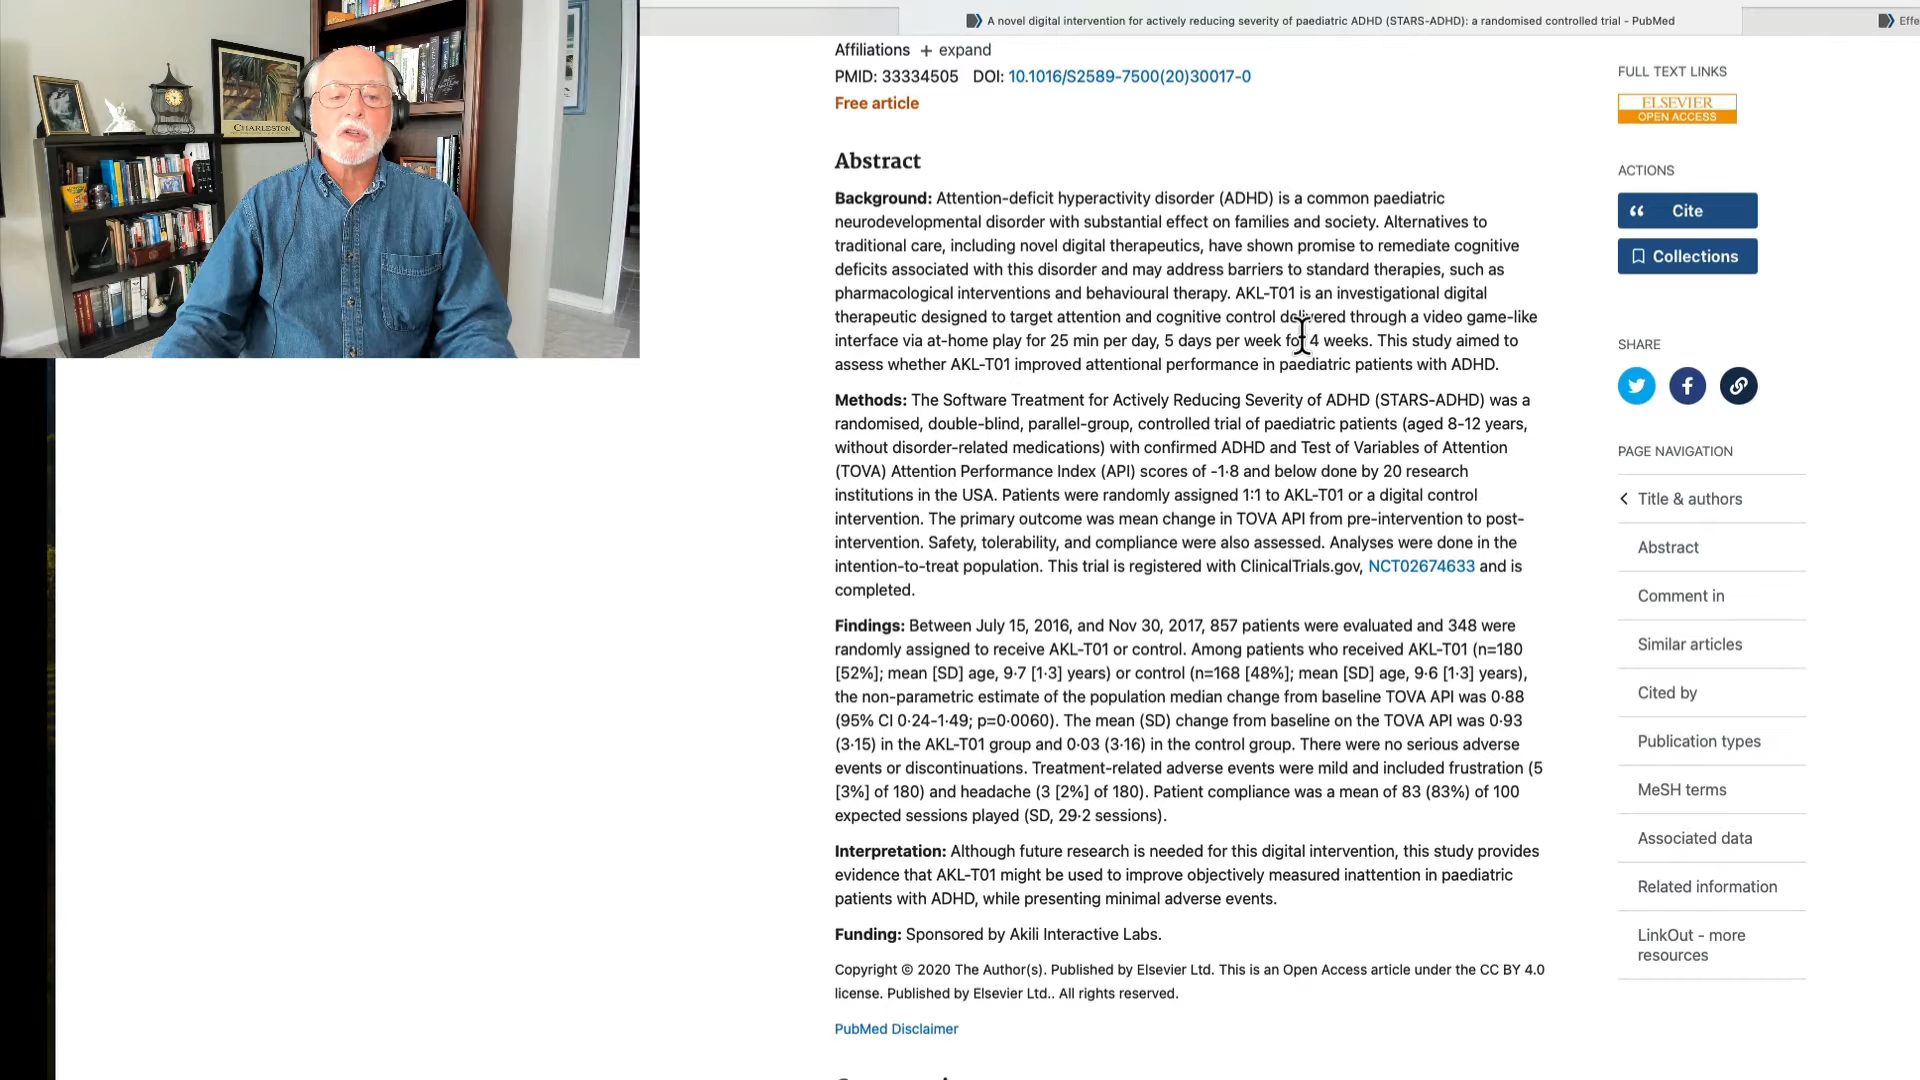 A novel digital intervention for actively reducing severity of paediatric ADHD (STARS-ADHD): a randomised controlled trial - PubMed
Effe
CHARLESTON
Affiliations + expand
PMID: 33334505 DOI: 10.1016/S2589-7500(20)30017-0
Free article
Abstract
Background: Attention-deficit hyperactivity disorder (ADHD) is a common paediatric
neurodevelopmental disorder with substantial effect on families and society. Alternatives to
traditional care, including novel digital therapeutics, have shown promise to remediate cognitive
deficits associated with this disorder and may address barriers to standard therapies, such as
pharmacological interventions and behavioural therapy. AKL-T01 is an investigational digital
therapeutic designed to target attention and cognitive control delivered through a video game-like
interface via at-home play for 25 min per day, 5 days per week for 4 weeks. This study aimed to
assess whether AKL-T01 improved attentional performance in paediatric patients with ADHD.
Methods: The Software Treatment for Actively Reducing Severity of ADHD (STARS-ADHD) was a
randomised, double-blind, parallel-group, controlled trial of paediatric patients (aged 8-12 years,
without disorder-related medications) with confirmed ADHD and Test of Variables of Attention
(TOVA) Attention Performance Index (API) scores of -1·8 and below done by 20 research
institutions in the USA. Patients were randomly assigned 1:1 to AKL-T01 or a digital control
intervention. The primary outcome was mean change in TOVA API from pre-intervention to post-
intervention. Safety, tolerability, and compliance were also assessed. Analyses were done in the
intention-to-treat population. This trial is registered with ClinicalTrials.gov, NCT02674633 and is
completed.
Findings: Between July 15, 2016, and Nov 30, 2017, 857 patients were evaluated and 348 were
randomly assigned to receive AKL-T01 or control. Among patients who received AKL-T01 (n=180
[52%]; mean [SD] age, 9·7 [1·3] years) or control (n=168 [48%]; mean [SD] age, 9·6 [1·3] years),
the non-parametric estimate of the population median change from baseline TOVA API was 0·88
(95% CI 0·24-1·49; p=0·0060). The mean (SD) change from baseline on the TOVA API was 0·93
(3·15) in the AKL-T01 group and 0·03 (3·16) in the control group. There were no serious adverse
events or discontinuations. Treatment-related adverse events were mild and included frustration (5
[3%] of 180) and headache (3 [2%] of 180). Patient compliance was a mean of 83 (83%) of 100
expected sessions played (SD, 29·2 sessions).
Interpretation: Although future research is needed for this digital intervention, this study provides
evidence that AKL-T01 might be used to improve objectively measured inattention in paediatric
patients with ADHD, while presenting minimal adverse events.
Funding: Sponsored by Akili Interactive Labs.
Copyright © 2020 The Author(s). Published by Elsevier Ltd. This is an Open Access article under the CC BY 4.0
license. Published by Elsevier Ltd.. All rights reserved.
PubMed Disclaimer
FULL TEXT LINKS
ELSEVIER
OPEN ACCESS
ACTIONS
Cite
Collections
SHARE
PAGE NAVIGATION
Title & authors
Abstract
Comment in
Similar articles
Cited by
Publication types
MeSH terms
Associated data
Related information
LinkOut - more
resources